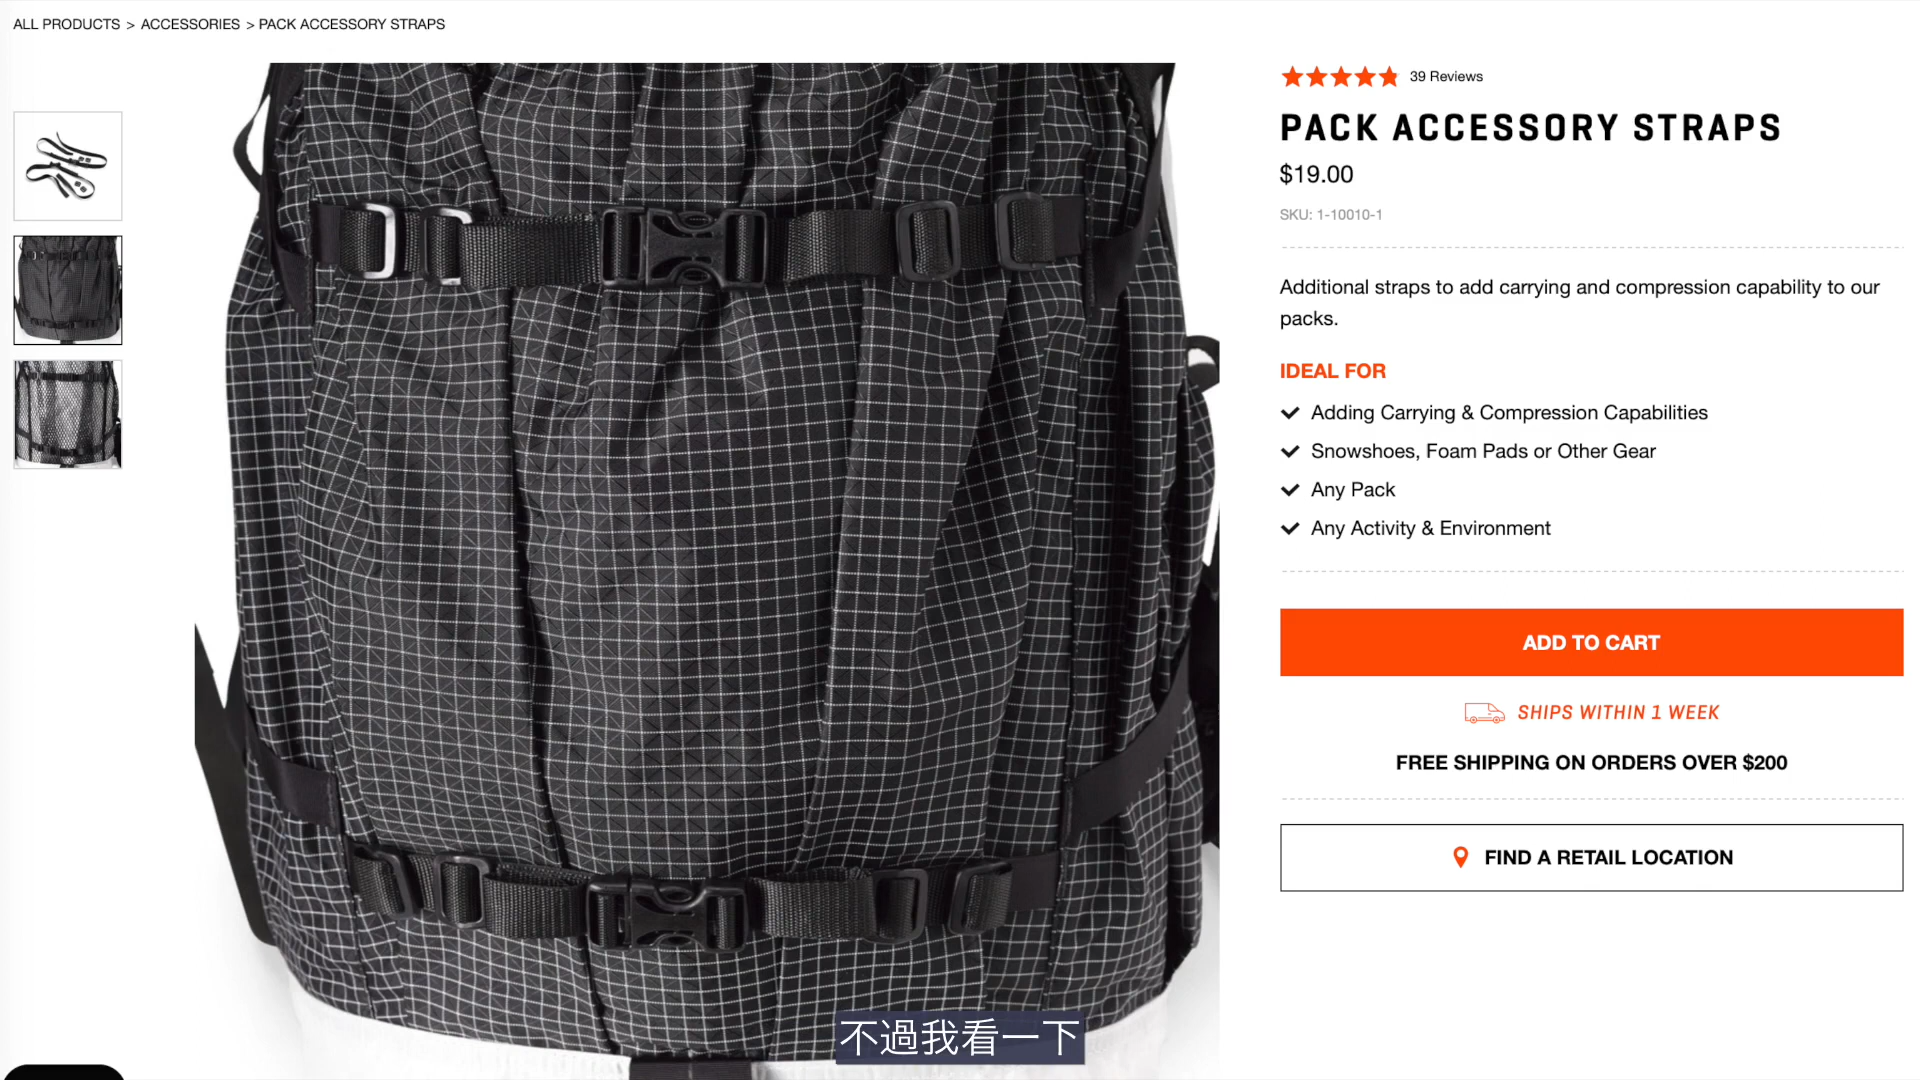 ALL PRODUCTS > ACCESSORIES > PACK ACCESSORY STRAPS
39 Reviews
PACK ACCESSORY STRAPS
$19.00
SKU: 1-10010-1
Additional straps to add carrying and compression capability to our
packs.
IDEAL FOR
Adding Carrying & Compression Capabilities
Snowshoes, Foam Pads or Other Gear
Any Pack
Any Activity & Environment
ADD TO CART
SHIPS WITHIN 1 WEEK
FREE SHIPPING ON ORDERS OVER $200
FIND A RETAIL LOCATION
不過我看一下